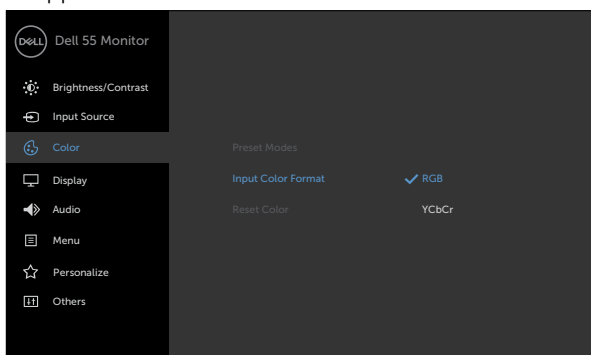 DELL Dell 55 Monitor
Brightness/Contrast
Input Source
Color
Preset Modes
Display
Input Color Format ✓ RGB
Audio
Reset Color YCbCr
Menu
Personalize
Others